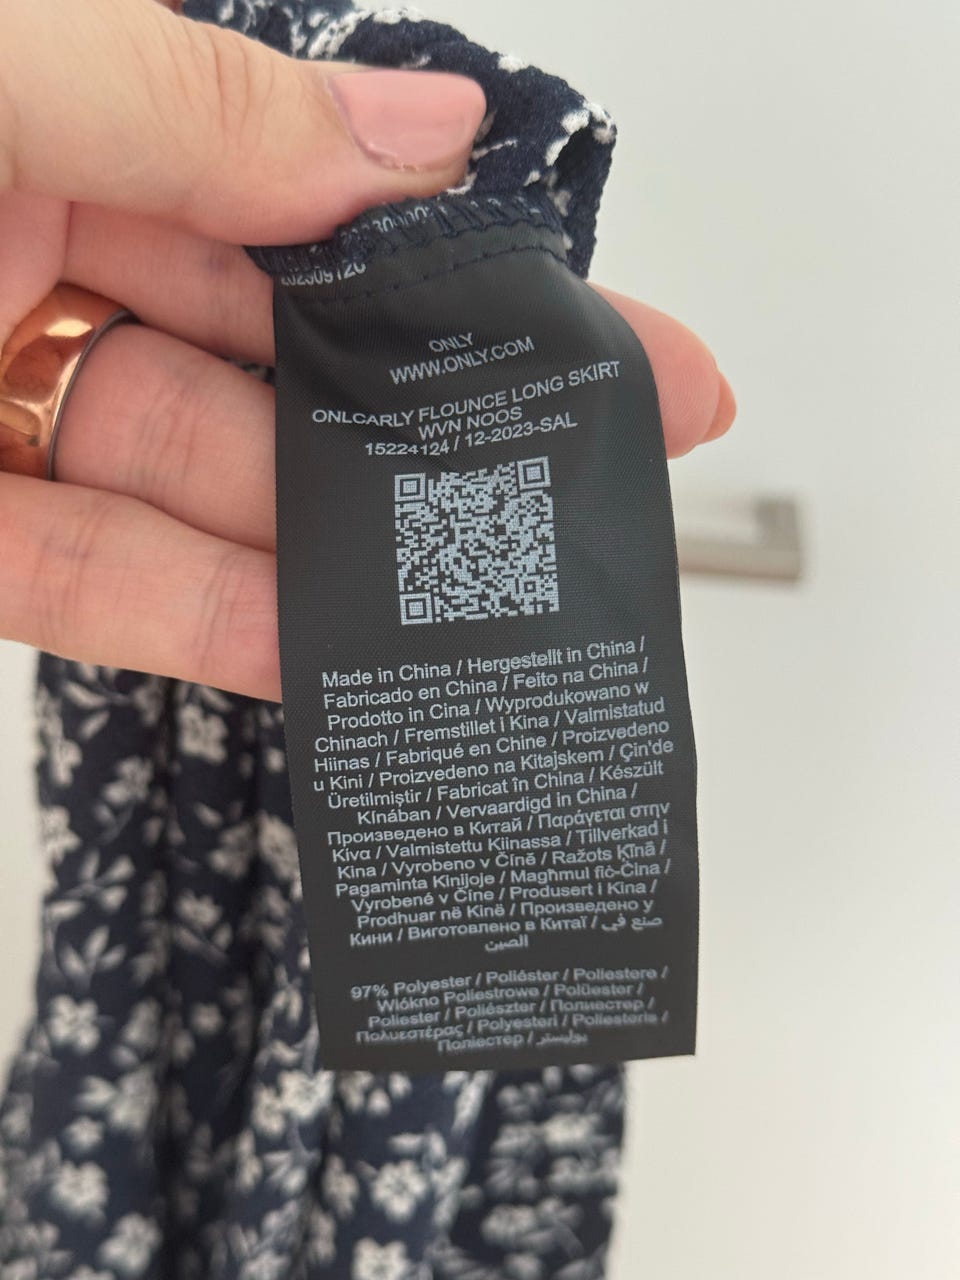 ONLY
WWW.ONLY.COM
ONLCARLY FLOUNCE LONG SKIRT
WVN NOOS
15224124 / 12-2023-SAL
Made in China / Hergestellt in China /
Fabricado en China / Feito na China /
Prodotto in Cina / Wyprodukowano w
Chinach / Fremstillet i Kina / Valmistatud
Hiinas / Fabriqué en Chine / Proizvedeno
u Kini / Proizvedeno na Kitajskem / Çin'de
Üretilmiştir / Fabricat în China / Készült
Kínában / Vervaardigd in China /
Произведено в Китай / Παράγεται στην
Κίνα / Valmistettu Kiinassa / Tillverkad i
Kina / Vyrobeno v Číně / Ražots Ķīnā /
Pagaminta Kinijoje / Magħmul fiċ-Ċina /
Vyrobené v Číne / Produsert i Kina /
Prodhuar në Kinë / Произведено у
Кини / Виготовлено в Китаї / صنع في
الصين
97% Polyester / Poliéster / Poliestere /
Włókno Poliestrowe / Polüester /
Poliester / Poliészter / Полиестер /
Πολυεστέρας / Polyesteri / Poliesteris /
Поліестер / بوليستر